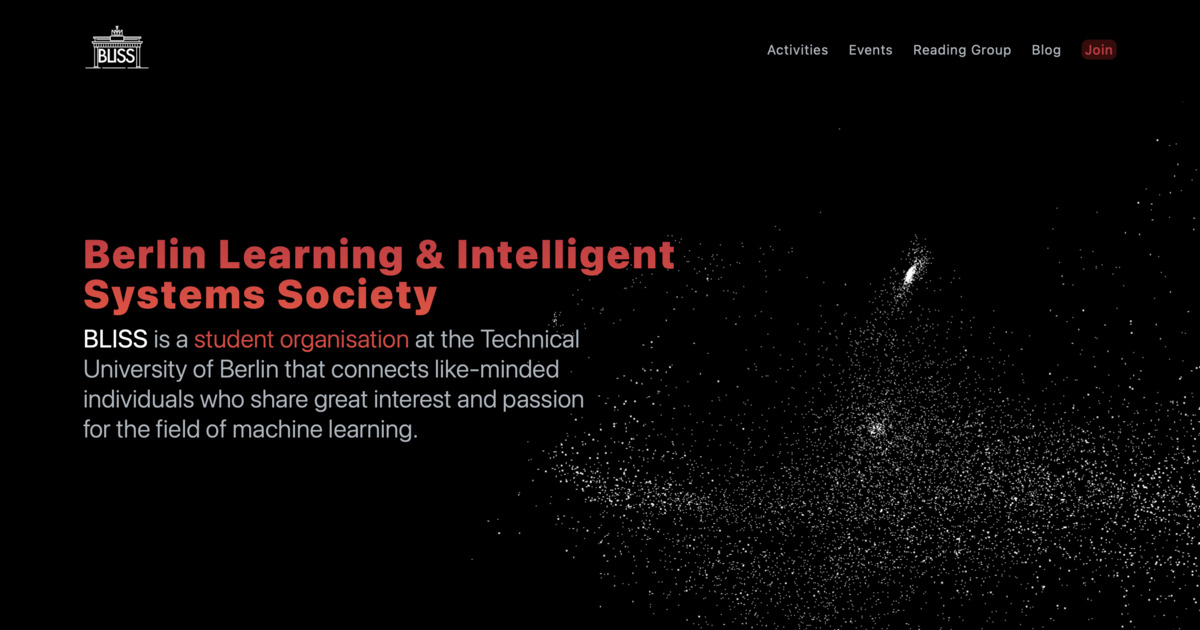 BLISS
Activities Events Reading Group Blog Join
Berlin Learning & Intelligent
Systems Society
BLISS is a student organisation at the Technical
University of Berlin that connects like-minded
individuals who share great interest and passion
for the field of machine learning.